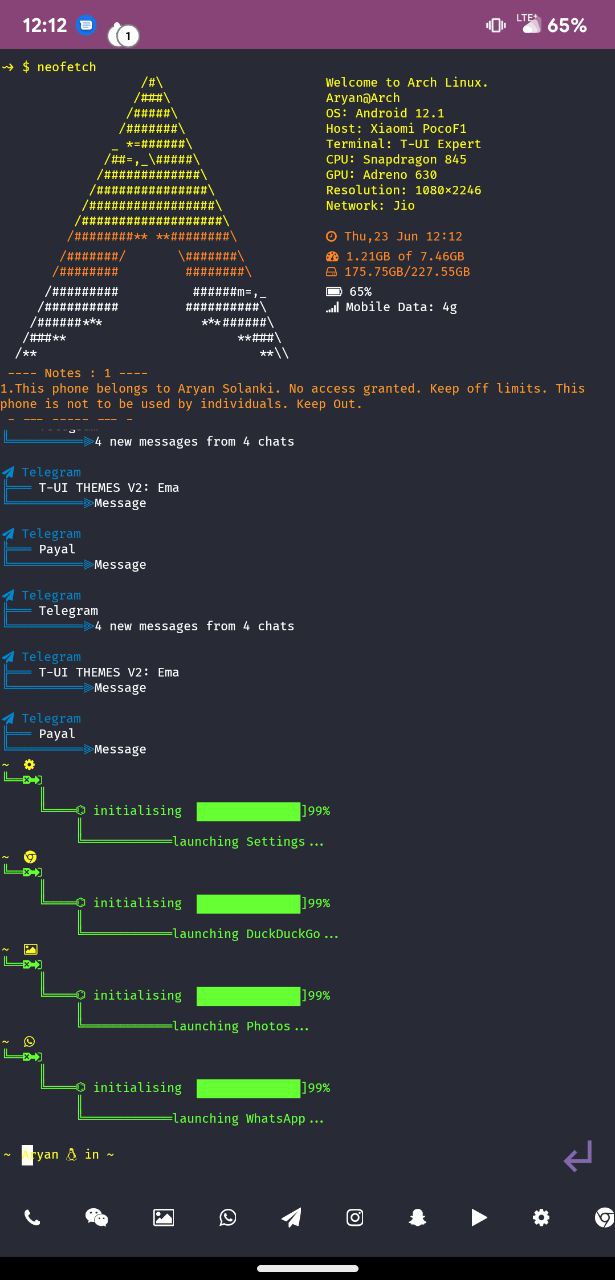 12:12
1
LTE+
65%
$ neofetch
/#\
/###\
/#####\
/#######\
_ *=######\
/##=,_\#####\
/#############\
/###############\
/#################\
/###################\
/########** **########\
/#######/ \#######\
/######## ########\
/######### ######m=,_
/########## ##########\
/######*** ***######\
/###** **###\
/** **\\
Welcome to Arch Linux.
Aryan@Arch
OS: Android 12.1
Host: Xiaomi PocoF1
Terminal: T-UI Expert
CPU: Snapdragon 845
GPU: Adreno 630
Resolution: 1080×2246
Network: Jio
Thu,23 Jun 12:12
1.21GB of 7.46GB
175.75GB/227.55GB
65%
Mobile Data: 4g
---- Notes : 1 ----
1.This phone belongs to Aryan Solanki. No access granted. Keep off limits. This
phone is not to be used by individuals. Keep Out.
Telegram
4 new messages from 4 chats
Telegram
T-UI THEMES V2: Ema
Message
Telegram
Payal
Message
Telegram
Telegram
4 new messages from 4 chats
Telegram
T-UI THEMES V2: Ema
Message
Telegram
Payal
Message
~
initialising ]99%
launching Settings...
~
initialising ]99%
launching DuckDuckGo...
~
initialising ]99%
launching Photos...
~
initialising ]99%
launching WhatsApp...
~ Aryan in ~